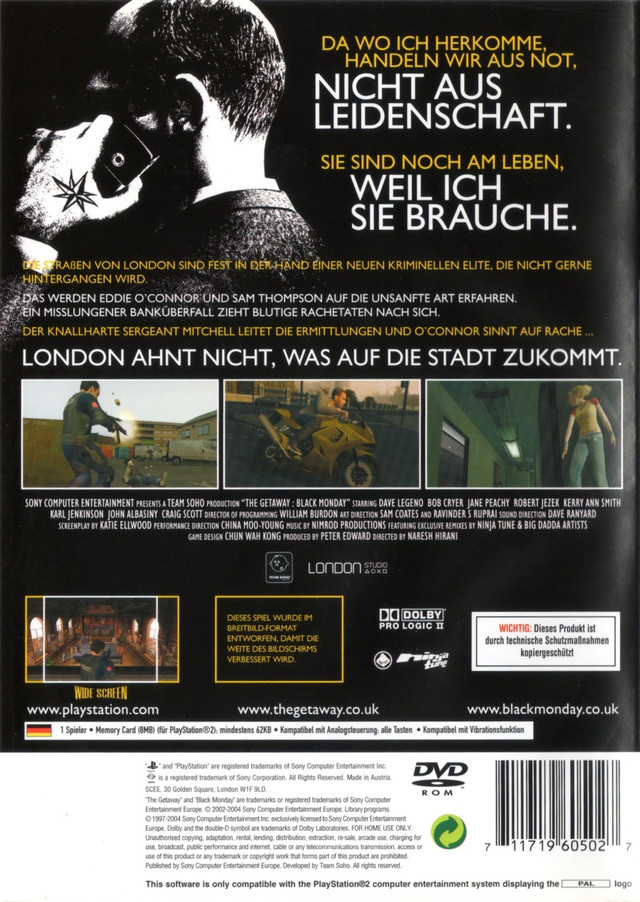 DA WO ICH HERKOMME,
HANDELN WIR AUS NOT,
NICHT AUS
LEIDENSCHAFT.
SIE SIND NOCH AM LEBEN,
WEIL ICH
SIE BRAUCHE.
DIE STRAßEN VON LONDON SIND FEST IN DER HAND EINER NEUEN KRIMINELLEN ELITE, DIE NICHT GERNE
HINTERGANGEN WIRD.
DAS WERDEN EDDIE O'CONNOR UND SAM THOMPSON AUF DIE UNSANFTE ART ERFAHREN.
EIN MISSLUNGENER BANKÜBERFALL ZIEHT BLUTIGE RACHETATEN NACH SICH.
DER KNALLHARTE SERGEANT MITCHELL LEITET DIE ERMITTLUNGEN UND O'CONNOR SINNT AUF RACHE ...
LONDON AHNT NICHT, WAS AUF DIE STADT ZUKOMMT.
SONY COMPUTER ENTERTAINMENT PRESENTS A TEAM SOHO PRODUCTION "THE GETAWAY : BLACK MONDAY" STARRING DAVE LEGENO BOB CRYER JANE PEACHY ROBERT JEZEK KERRY ANN SMITH
KARL JENKINSON JOHN ALBASINY CRAIG SCOTT DIRECTOR OF PROGRAMMING WILLIAM BURDON ART DIRECTION SAM COATES AND RAVINDER S RUPRAI SOUND DIRECTION DAVE RANYARD
SCREENPLAY BY KATIE ELLWOOD PERFORMANCE DIRECTION CHINA MOO-YOUNG MUSIC BY NIMROD PRODUCTIONS FEATURING EXCLUSIVE REMIXES BY NINJA TUNE & BIG DADDA ARTISTS
GAME DESIGN CHUN WAH KONG PRODUCED BY PETER EDWARD DIRECTED BY NARESH HIRANI
TEAM SOHO
LONDON STUDIO
WIDE SCREEN
DIESES SPIEL WURDE IM
BREITBILD-FORMAT
ENTWORFEN, DAMIT DIE
WEITE DES BILDSCHIRMS
VERBESSERT WIRD.
DOLBY
PRO LOGIC II
ninja tune
WICHTIG: Dieses Produkt ist
durch technische Schutzmaßnahmen
kopiergeschützt
www.playstation.com
www.thegetaway.co.uk
www.blackmonday.co.uk
1 Spieler • Memory Card (8MB) (für PlayStation®2): mindestens 62KB • Kompatibel mit Analogsteuerung: alle Tasten • Kompatibel mit Vibrationsfunktion
" " and "PlayStation" are registered trademarks of Sony Computer Entertainment Inc.
" " is a registered trademark of Sony Corporation. All Rights Reserved. Made in Austria.
SCEE, 30 Golden Square, London W1F 9LD.
"The Getaway" and "Black Monday" are trademarks or registered trademarks of Sony Computer
Entertainment Europe. © 2002-2004 Sony Computer Entertainment Europe. Library programs
© 1997-2004 Sony Computer Entertainment Inc. exclusively licensed to Sony Computer Entertainment
Europe. Dolby and the double-D symbol are trademarks of Dolby Laboratories. FOR HOME USE ONLY.
Unauthorised copying, adaptation, rental, lending, distribution, extraction, re-sale, arcade use, charging for
use, broadcast, public performance and internet, cable or any telecommunications transmission, access or
use of this product or any trademark or copyright work that forms part of this product are prohibited.
Published by Sony Computer Entertainment Europe. Developed by Team Soho. All rights reserved.
DVD
ROM
7 11719 60502 7
This software is only compatible with the PlayStation®2 computer entertainment system displaying the PAL logo